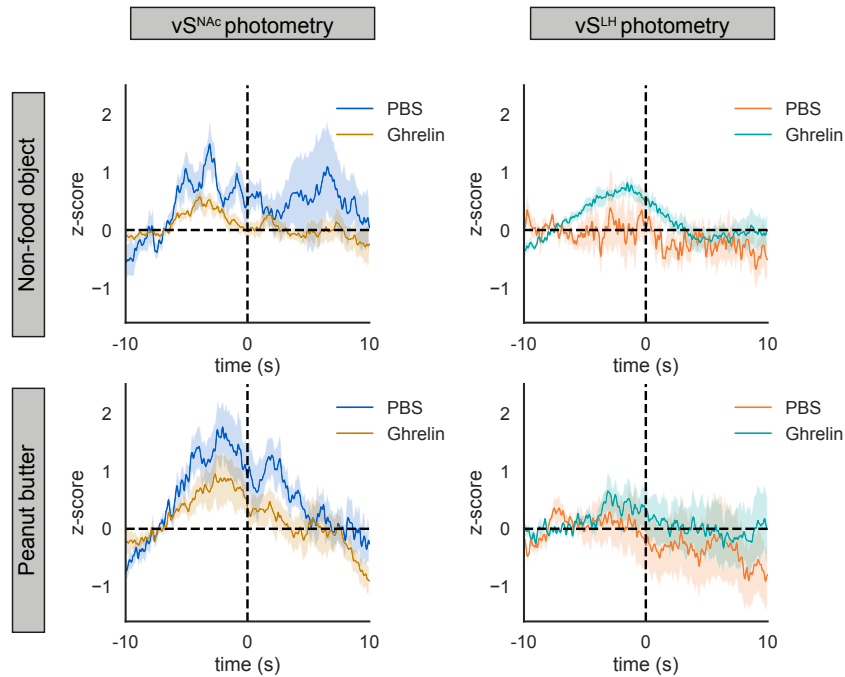 vS^NAc photometry
vS^LH photometry
Non-food object
2
1
0
−1
z-score
PBS
Ghrelin
-10
0
10
time (s)
2
1
0
−1
z-score
PBS
Ghrelin
-10
0
10
time (s)
Peanut butter
2
1
0
−1
z-score
PBS
Ghrelin
-10
0
10
time (s)
2
1
0
−1
z-score
PBS
Ghrelin
-10
0
10
time (s)